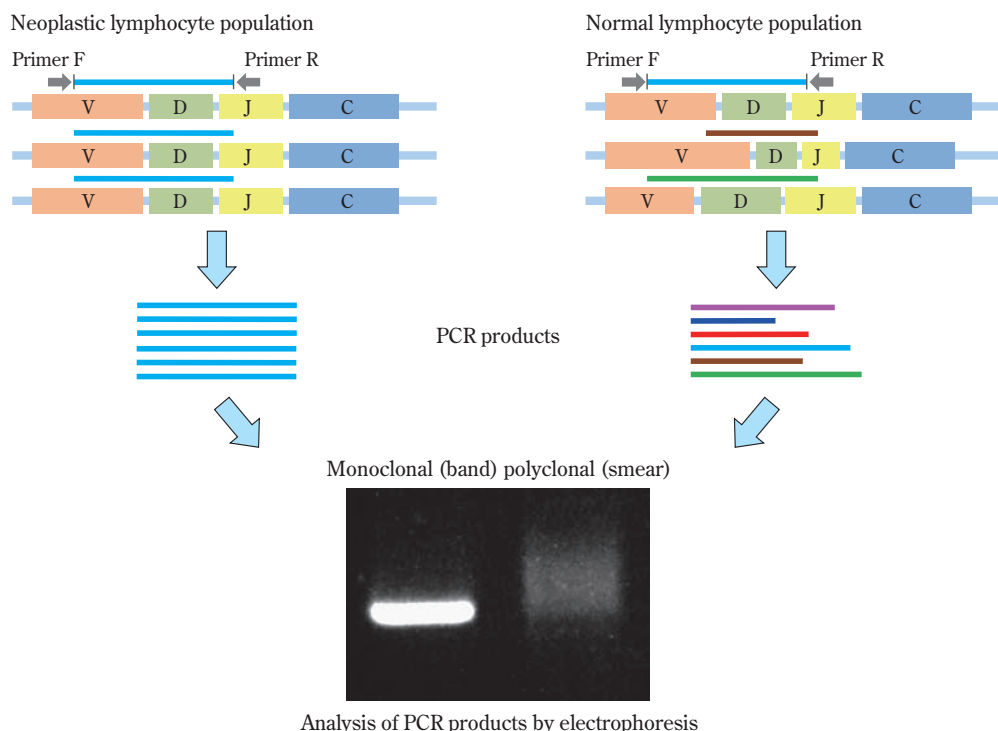 Neoplastic lymphocyte population
Normal lymphocyte population
Primer F
Primer R
Primer F
Primer R
V D J C
V D J C
V D J C
V D J C
V D J C
V D J C
PCR products
Monoclonal (band) polyclonal (smear)
Analysis of PCR products by electrophoresis